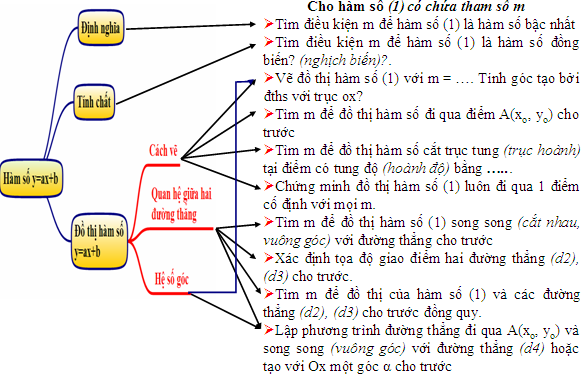 Cho hàm số (1) có chứa tham số m
Định nghĩa
Tính chất
Hàm số y=ax+b
Đồ thị hàm số
y=ax+b
Cách vẽ
Quan hệ giữa hai
đường thẳng
Hệ số góc
Tìm điều kiện m để hàm số (1) là hàm số bậc nhất
Tìm điều kiện m để hàm số (1) là hàm số đồng
biến? (nghịch biến)?.
Vẽ đồ thị hàm số (1) với m = .... Tính góc tạo bởi
đths với trục ox?
Tìm m để đồ thị hàm số đi qua điểm A(xo, yo) cho
trước
Tìm m để đồ thị hàm số cắt trục tung (trục hoành)
tại điểm có tung độ (hoành độ) bằng ......
Chứng minh đồ thị hàm số (1) luôn đi qua 1 điểm
cố định với mọi m.
Tìm m để đồ thị hàm số (1) song song (cắt nhau,
vuông góc) với đường thẳng cho trước
Xác định tọa độ giao điểm hai đường thẳng (d2),
(d3) cho trước.
Tìm m để đồ thị của hàm số (1) và các đường
thẳng (d2), (d3) cho trước đồng quy.
Lập phương trình đường thẳng đi qua A(xo, yo) và
song song (vuông góc) với đường thẳng (d4) hoặc
tạo với Ox một góc α cho trước